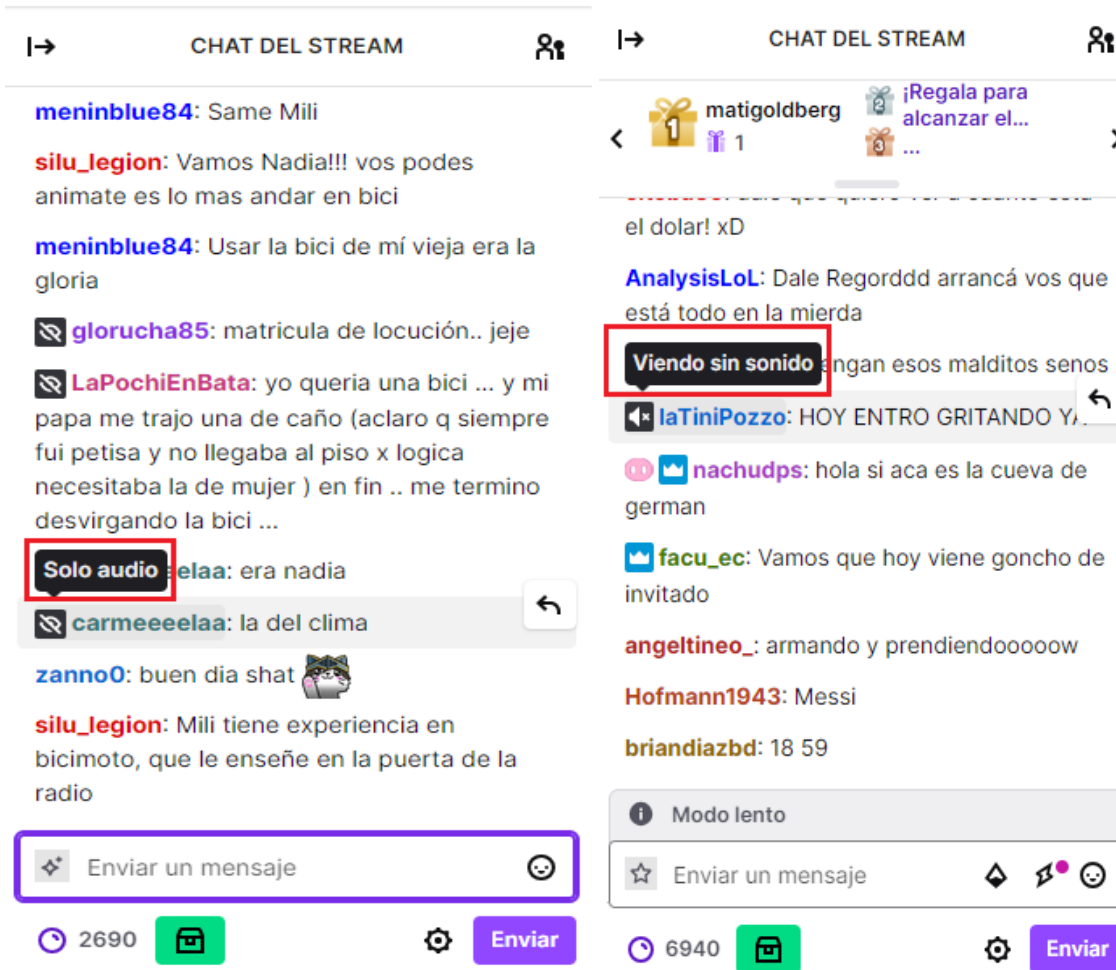 CHAT DEL STREAM
meninblue84: Same Mili
silu_legion: Vamos Nadia!!! vos podes
animate es lo mas andar en bici
meninblue84: Usar la bici de mí vieja era la
gloria
glorucha85: matricula de locución.. jeje
LaPochiEnBata: yo queria una bici ... y mi
papa me trajo una de caño (aclaro q siempre
fui petisa y no llegaba al piso x logica
necesitaba la de mujer ) en fin .. me termino
desvirgando la bici ...
Solo audio
elaa: era nadia
carmeeeelaa: la del clima
zanno0: buen dia shat
silu_legion: Mili tiene experiencia en
bicimoto, que le enseñe en la puerta de la
radio
Enviar un mensaje
2690
Enviar
CHAT DEL STREAM
1 matigoldberg
1
2 ¡Regala para
alcanzar el...
3 ...
el dolar! xD
AnalysisLoL: Dale Regorddd arrancá vos que
está todo en la mierda
Viendo sin sonido
engan esos malditos senos
laTiniPozzo: HOY ENTRO GRITANDO YA
nachudps: hola si aca es la cueva de
german
facu_ec: Vamos que hoy viene goncho de
invitado
angeltineo_: armando y prendiendooooow
Hofmann1943: Messi
briandiazbd: 18 59
Modo lento
Enviar un mensaje
6940
Enviar